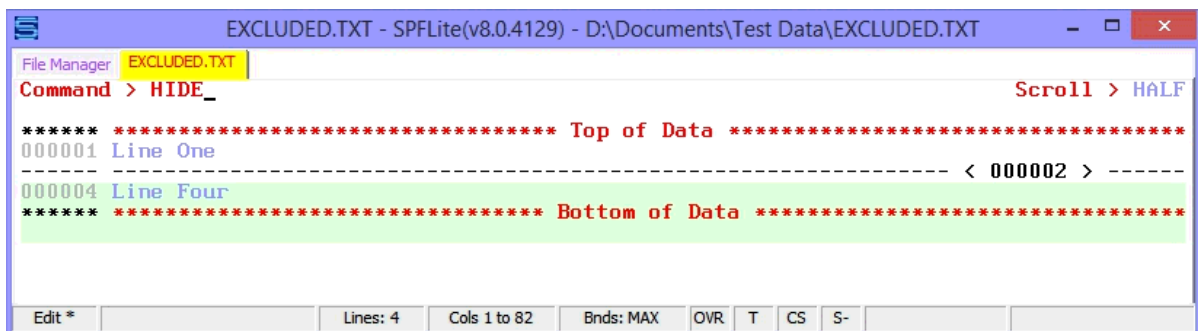 EXCLUDED.TXT - SPFLite(v8.0.4129) - D:\Documents\Test Data\EXCLUDED.TXT
File Manager EXCLUDED.TXT
Command > HIDE_ Scroll > HALF
****** ********************************** Top of Data ***********************************
000001 Line One
------ ---------------------------------------------------------------- < 000002 > ------
000004 Line Four
****** ********************************* Bottom of Data *********************************
Edit * Lines: 4 Cols 1 to 82 Bnds: MAX OVR T CS S-